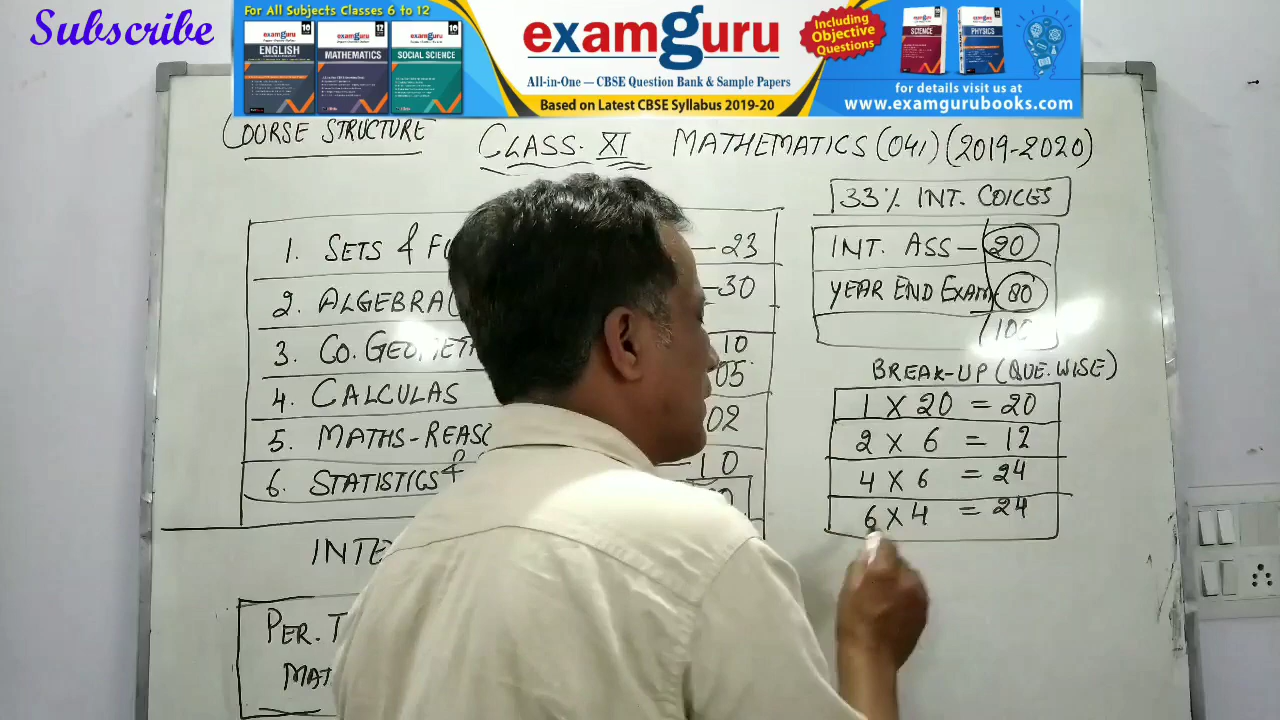 Subscribe
For All Subjects Classes 6 to 12
ENGLISH
MATHEMATICS
SOCIAL SCIENCE
examguru
All-in-One — CBSE Question Bank & Sample Papers
Based on Latest CBSE Syllabus 2019-20
Including
Objective
Questions
SCIENCE
PHYSICS
for details visit us at
www.examgurubooks.com
COURSE STRUCTURE
CLASS- XI MATHEMATICS (041) (2019-2020)
1. SETS & —23
2. ALGEBRA( —30
3. CO. GEOMET 10
4. CALCULAS 05
5. MATHS-REAS 02
6. STATISTICS & —10
INTE
PER. T
MAT
33% INT. COICES
INT. ASS — 20
YEAR END EXAM 80
100
BREAK-UP (QUE. WISE)
1 X 20 = 20
2 X 6 = 12
4 X 6 = 24
6 X 4 = 24